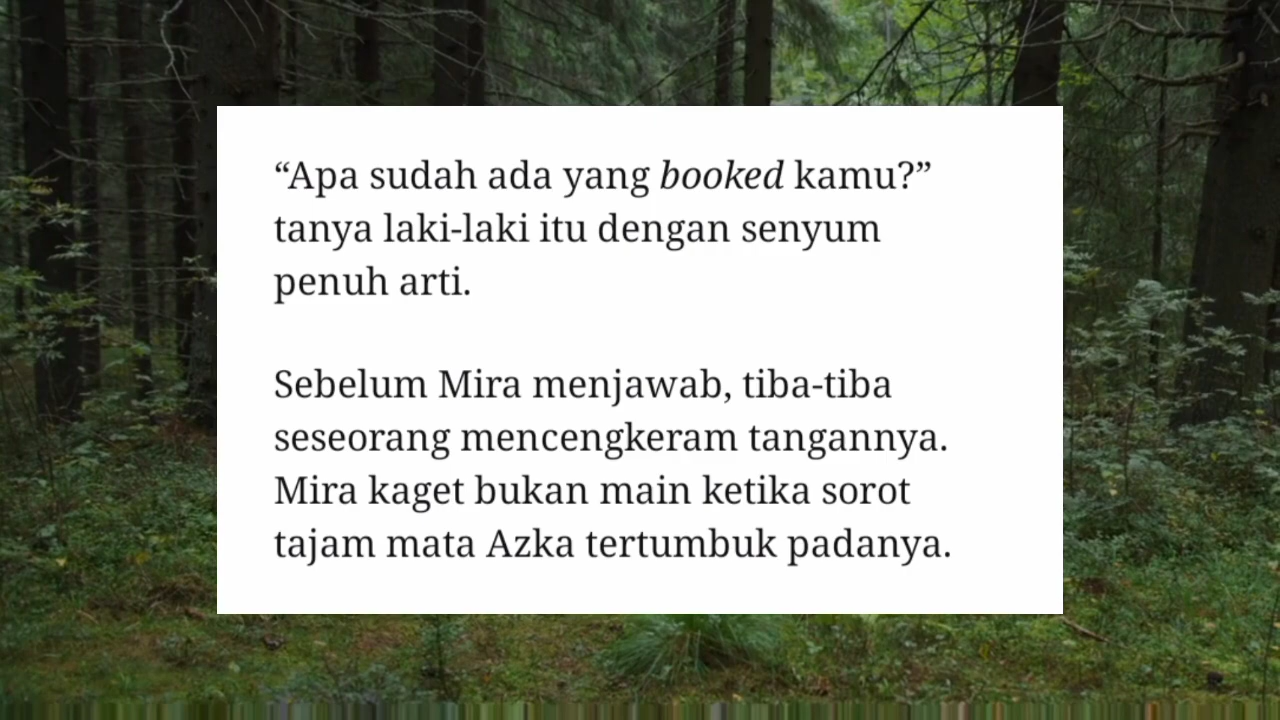 “Apa sudah ada yang booked kamu?”
tanya laki-laki itu dengan senyum
penuh arti.
Sebelum Mira menjawab, tiba-tiba
seseorang mencengkeram tangannya.
Mira kaget bukan main ketika sorot
tajam mata Azka tertumbuk padanya.